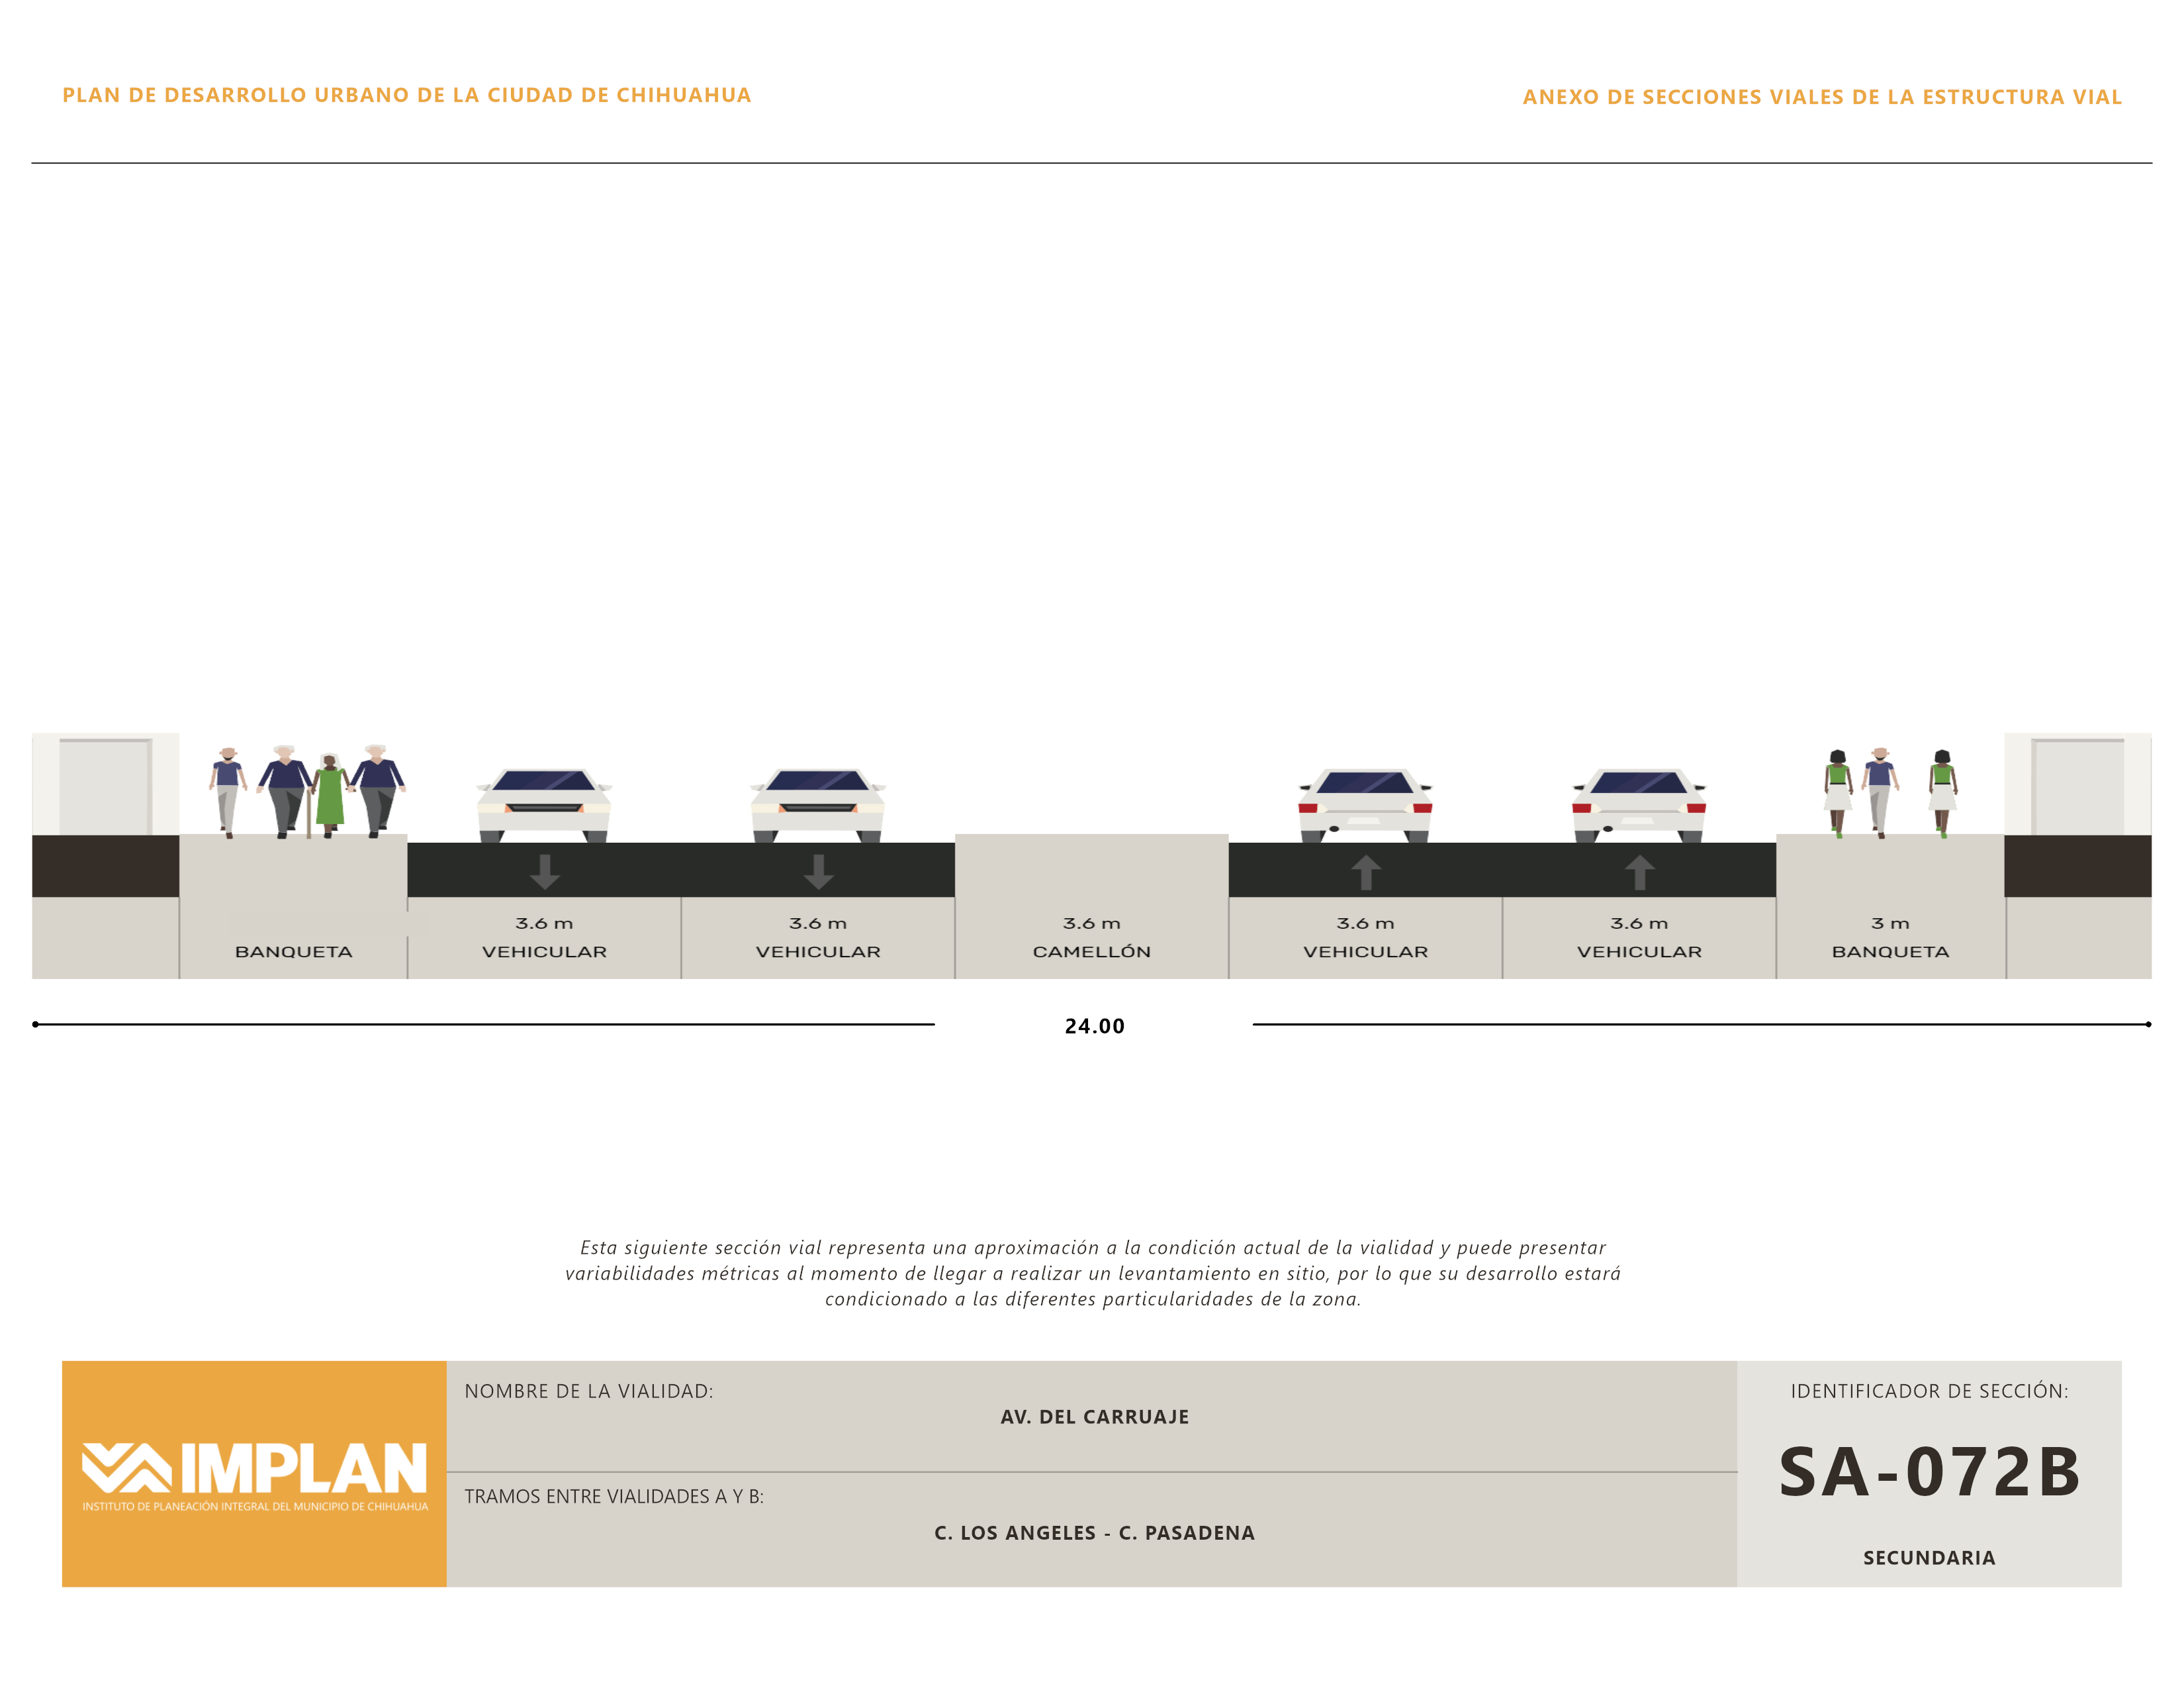 PLAN DE DESARROLLO URBANO DE LA CIUDAD DE CHIHUAHUA
ANEXO DE SECCIONES VIALES DE LA ESTRUCTURA VIAL
BANQUETA
3.6 m
VEHICULAR
3.6 m
VEHICULAR
3.6 m
CAMELLÓN
3.6 m
VEHICULAR
3.6 m
VEHICULAR
3 m
BANQUETA
24.00
Esta siguiente sección vial representa una aproximación a la condición actual de la vialidad y puede presentar
variabilidades métricas al momento de llegar a realizar un levantamiento en sitio, por lo que su desarrollo estará
condicionado a las diferentes particularidades de la zona.
IMPLAN
INSTITUTO DE PLANEACIÓN INTEGRAL DEL MUNICIPIO DE CHIHUAHUA
NOMBRE DE LA VIALIDAD:
AV. DEL CARRUAJE
TRAMOS ENTRE VIALIDADES A Y B:
C. LOS ANGELES - C. PASADENA
IDENTIFICADOR DE SECCIÓN:
SA-072B
SECUNDARIA